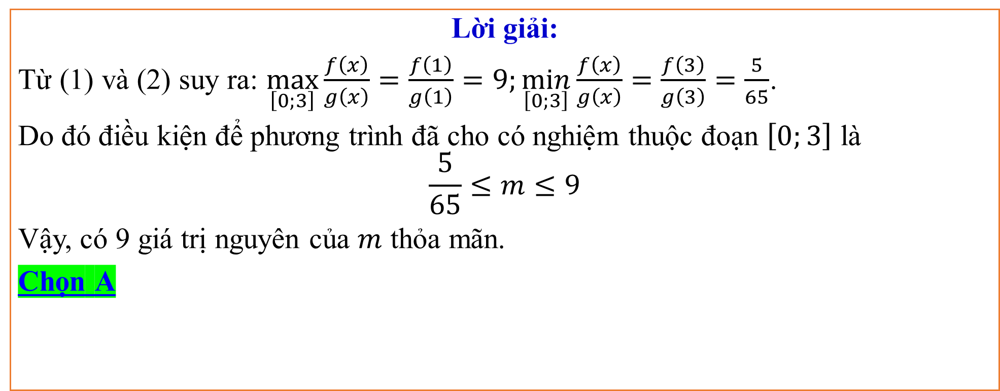 Lời giải:
Từ (1) và (2) suy ra: $\max\limits_{[0;3]} \frac{f(x)}{g(x)} = \frac{f(1)}{g(1)} = 9; \min\limits_{[0;3]} \frac{f(x)}{g(x)} = \frac{f(3)}{g(3)} = \frac{5}{65}$.
Do đó điều kiện để phương trình đã cho có nghiệm thuộc đoạn $[0; 3]$ là
$\frac{5}{65} \leq m \leq 9$
Vậy, có 9 giá trị nguyên của $m$ thỏa mãn.
Chọn A